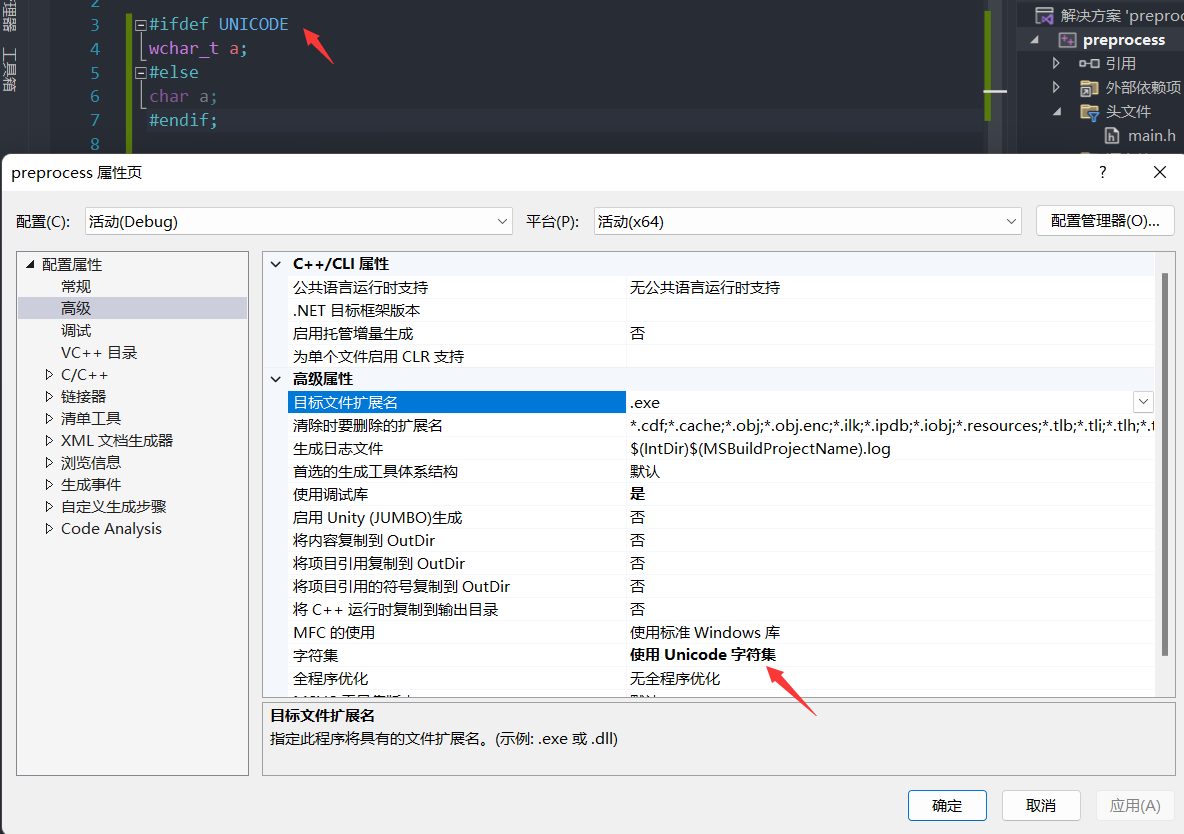 理器
工具箱
2
3 #ifdef UNICODE
4 wchar_t a;
5 #else
6 char a;
7 #endif;
8
解决方案 'preproc
preprocess
引用
外部依赖项
头文件
main.h
preprocess 属性页
?
配置(C): 活动(Debug) 平台(P): 活动(x64) 配置管理器(O)...
配置属性
常规
高级
调试
VC++ 目录
C/C++
链接器
清单工具
XML 文档生成器
浏览信息
生成事件
自定义生成步骤
Code Analysis
C++/CLI 属性
公共语言运行时支持 无公共语言运行时支持
.NET 目标框架版本
启用托管增量生成 否
为单个文件启用 CLR 支持
高级属性
目标文件扩展名 .exe
清除时要删除的扩展名 *.cdf;*.cache;*.obj;*.obj.enc;*.ilk;*.ipdb;*.iobj;*.resources;*.tlb;*.tli;*.tlh;*.t
生成日志文件 $(IntDir)$(MSBuildProjectName).log
首选的生成工具体系结构 默认
使用调试库 是
启用 Unity (JUMBO)生成 否
将内容复制到 OutDir 否
将项目引用复制到 OutDir 否
将项目引用的符号复制到 OutDir 否
将 C++ 运行时复制到输出目录 否
MFC 的使用 使用标准 Windows 库
字符集 使用 Unicode 字符集
全程序优化 无全程序优化
目标文件扩展名
指定此程序将具有的文件扩展名。(示例: .exe 或 .dll)
确定 取消 应用(A)